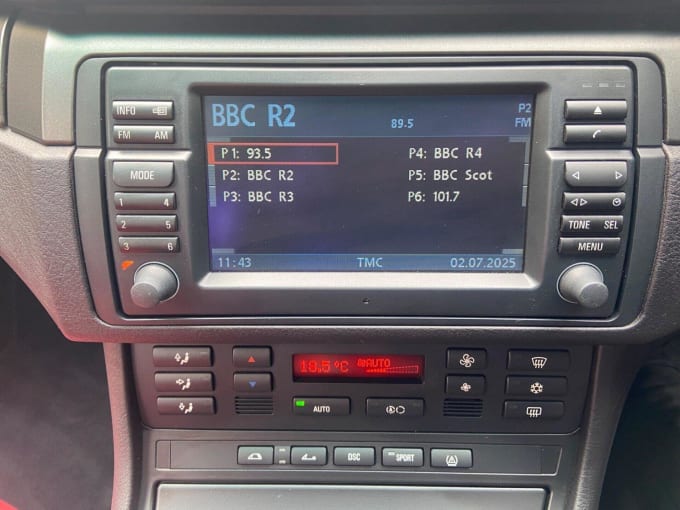 INFO
FM AM
MODE
1 4
2 5
3 6
BBC R2
89.5
P2
FM
P1: 93.5
P2: BBC R2
P3: BBC R3
P4: BBC R4
P5: BBC Scot
P6: 101.7
11:43 TMC 02.07.2025
TONE SEL
MENU
°C AUTO
AUTO
DSC
SPORT